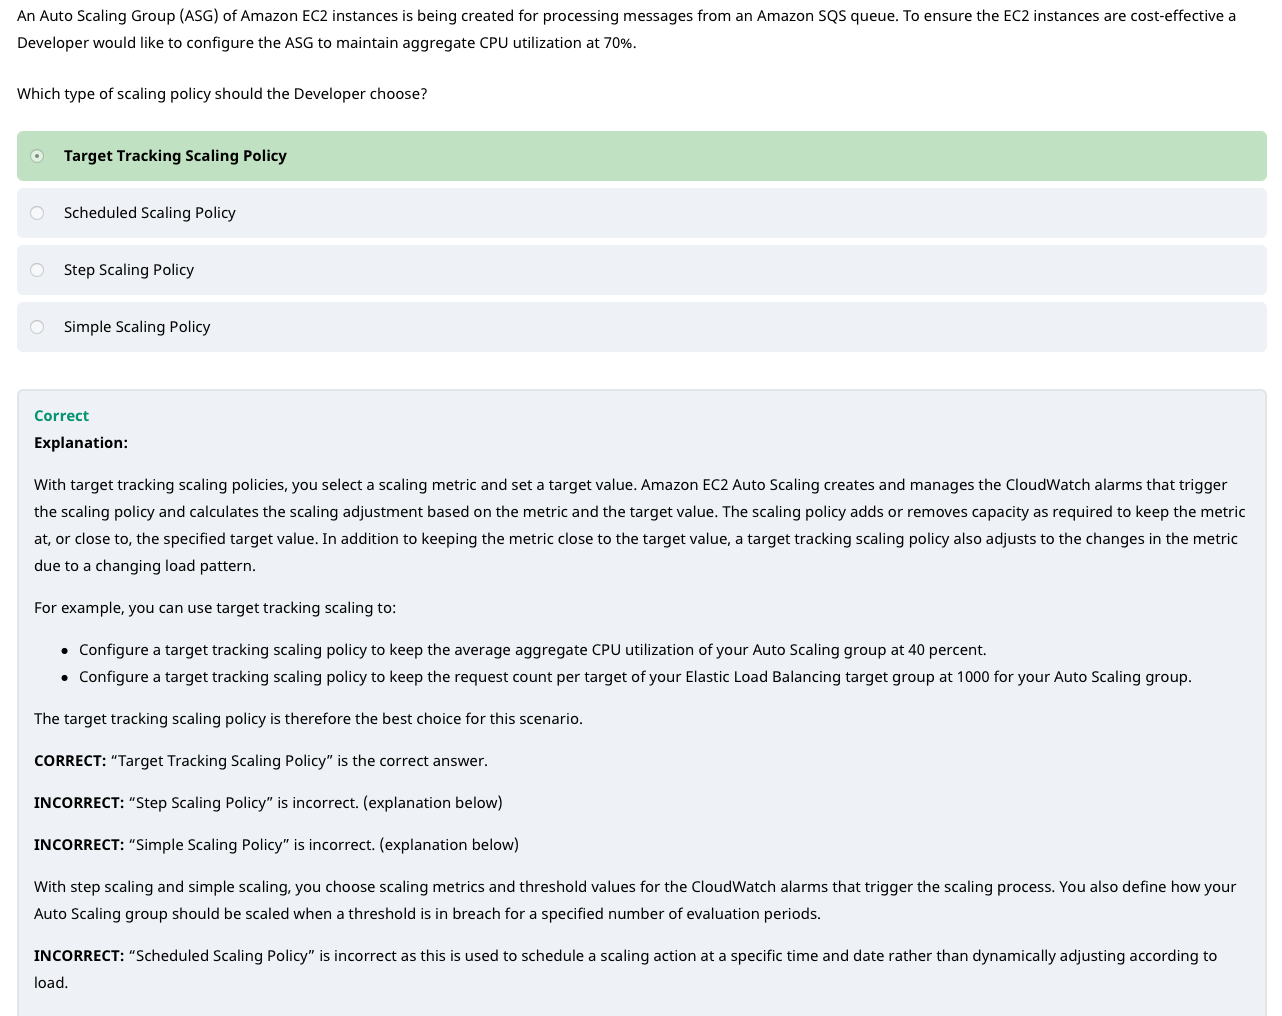 An Auto Scaling Group (ASG) of Amazon EC2 instances is being created for processing messages from an Amazon SQS queue. To ensure the EC2 instances are cost-effective a
Developer would like to configure the ASG to maintain aggregate CPU utilization at 70%.
Which type of scaling policy should the Developer choose?
Target Tracking Scaling Policy
Scheduled Scaling Policy
Step Scaling Policy
Simple Scaling Policy
Correct
Explanation:
With target tracking scaling policies, you select a scaling metric and set a target value. Amazon EC2 Auto Scaling creates and manages the CloudWatch alarms that trigger
the scaling policy and calculates the scaling adjustment based on the metric and the target value. The scaling policy adds or removes capacity as required to keep the metric
at, or close to, the specified target value. In addition to keeping the metric close to the target value, a target tracking scaling policy also adjusts to the changes in the metric
due to a changing load pattern.
For example, you can use target tracking scaling to:
● Configure a target tracking scaling policy to keep the average aggregate CPU utilization of your Auto Scaling group at 40 percent.
● Configure a target tracking scaling policy to keep the request count per target of your Elastic Load Balancing target group at 1000 for your Auto Scaling group.
The target tracking scaling policy is therefore the best choice for this scenario.
CORRECT: “Target Tracking Scaling Policy” is the correct answer.
INCORRECT: “Step Scaling Policy” is incorrect. (explanation below)
INCORRECT: “Simple Scaling Policy” is incorrect. (explanation below)
With step scaling and simple scaling, you choose scaling metrics and threshold values for the CloudWatch alarms that trigger the scaling process. You also define how your
Auto Scaling group should be scaled when a threshold is in breach for a specified number of evaluation periods.
INCORRECT: “Scheduled Scaling Policy” is incorrect as this is used to schedule a scaling action at a specific time and date rather than dynamically adjusting according to
load.